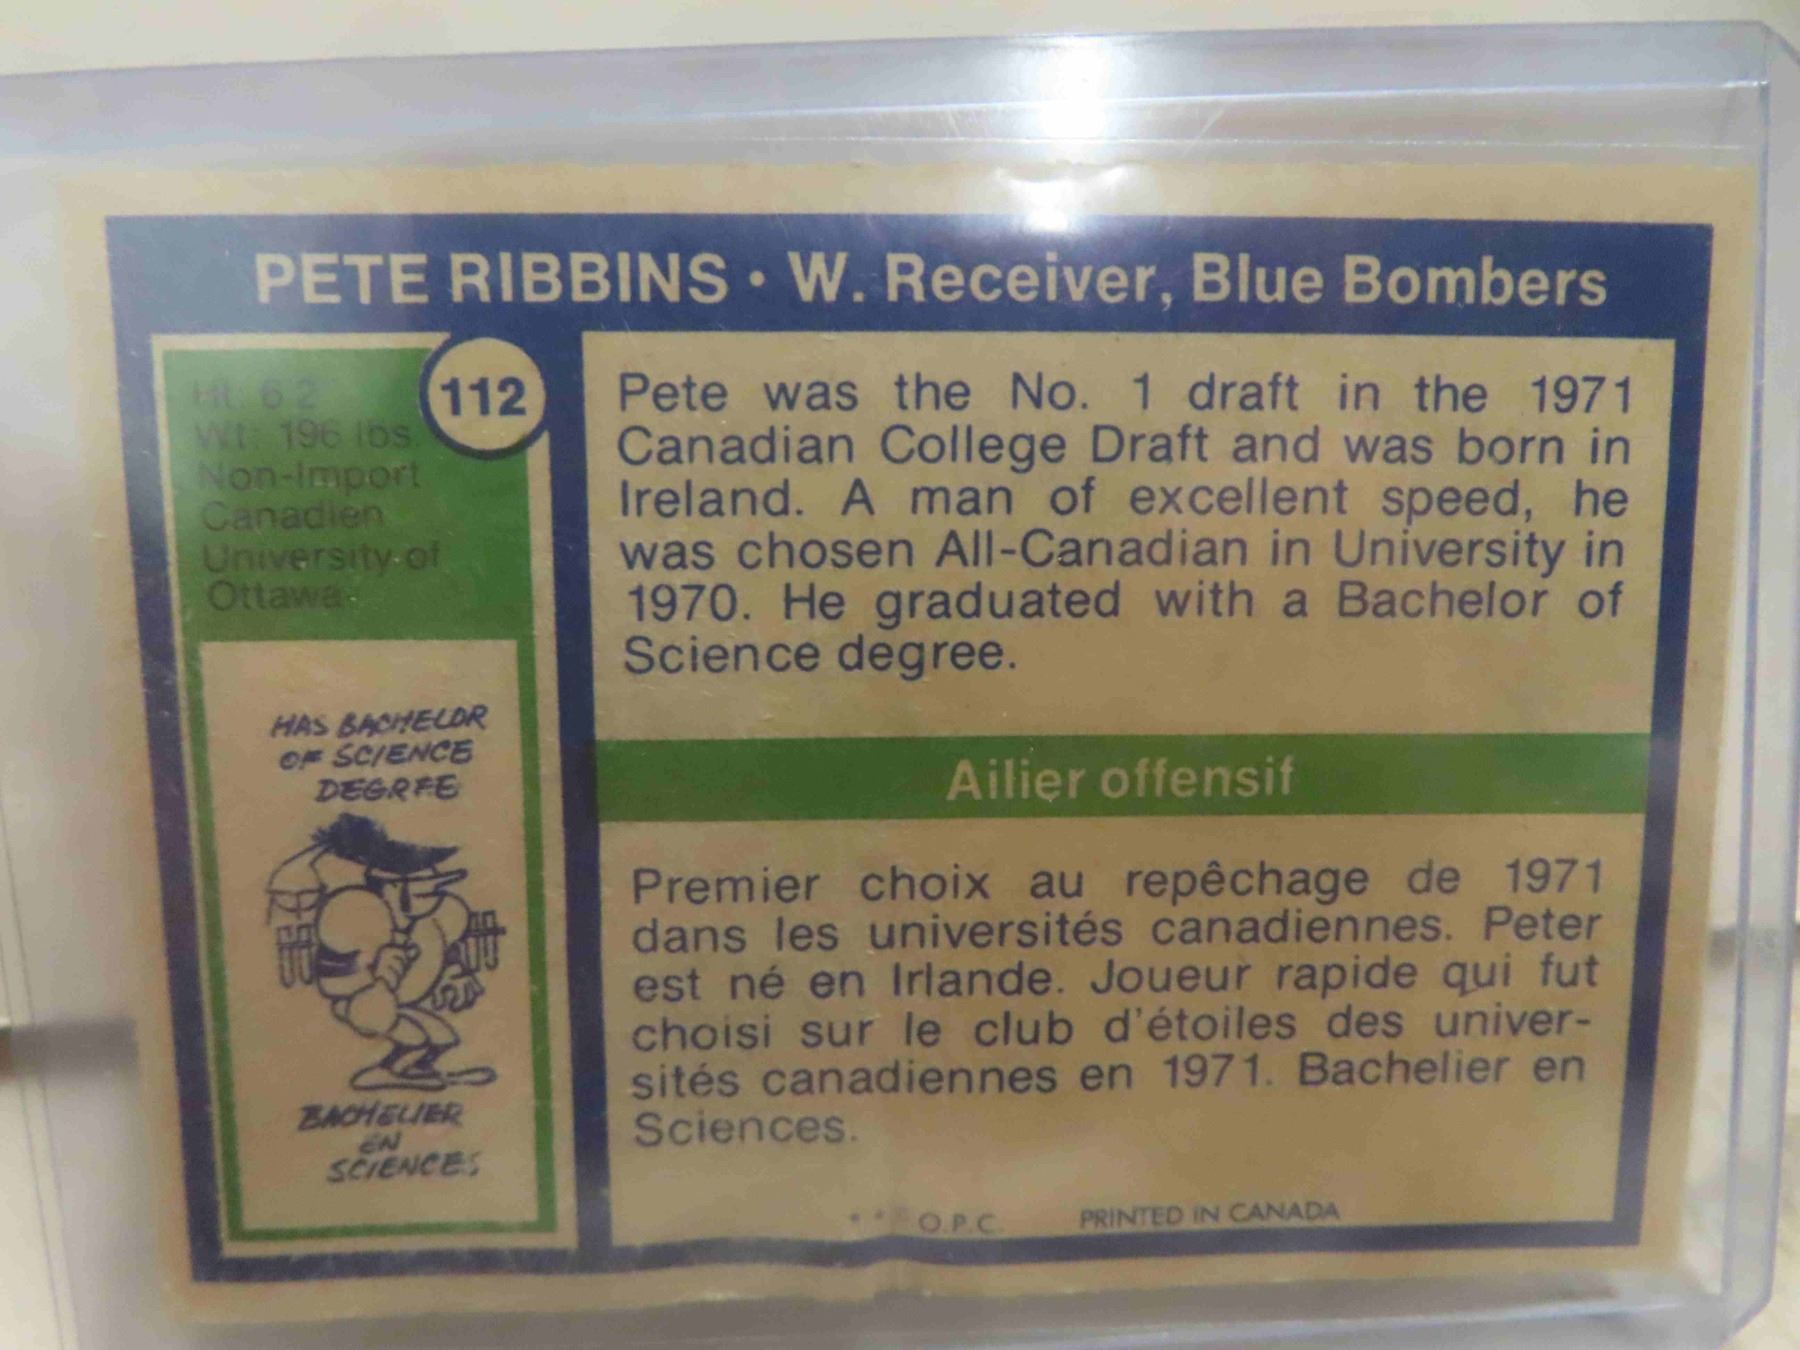 PETE RIBBINS • W. Receiver, Blue Bombers
112
Ht: 6 2
Wt: 196 lbs.
Non-Import
Canadien
University of
Ottawa
HAS BACHELOR
OF SCIENCE
DEGREE
BACHELIER
EN
SCIENCES
Pete was the No. 1 draft in the 1971
Canadian College Draft and was born in
Ireland. A man of excellent speed, he
was chosen All-Canadian in University in
1970. He graduated with a Bachelor of
Science degree.
Ailier offensif
Premier choix au repêchage de 1971
dans les universités canadiennes. Peter
est né en Irlande. Joueur rapide qui fut
choisi sur le club d'étoiles des univer-
sités canadiennes en 1971. Bachelier en
Sciences.
* * O.P.C. PRINTED IN CANADA